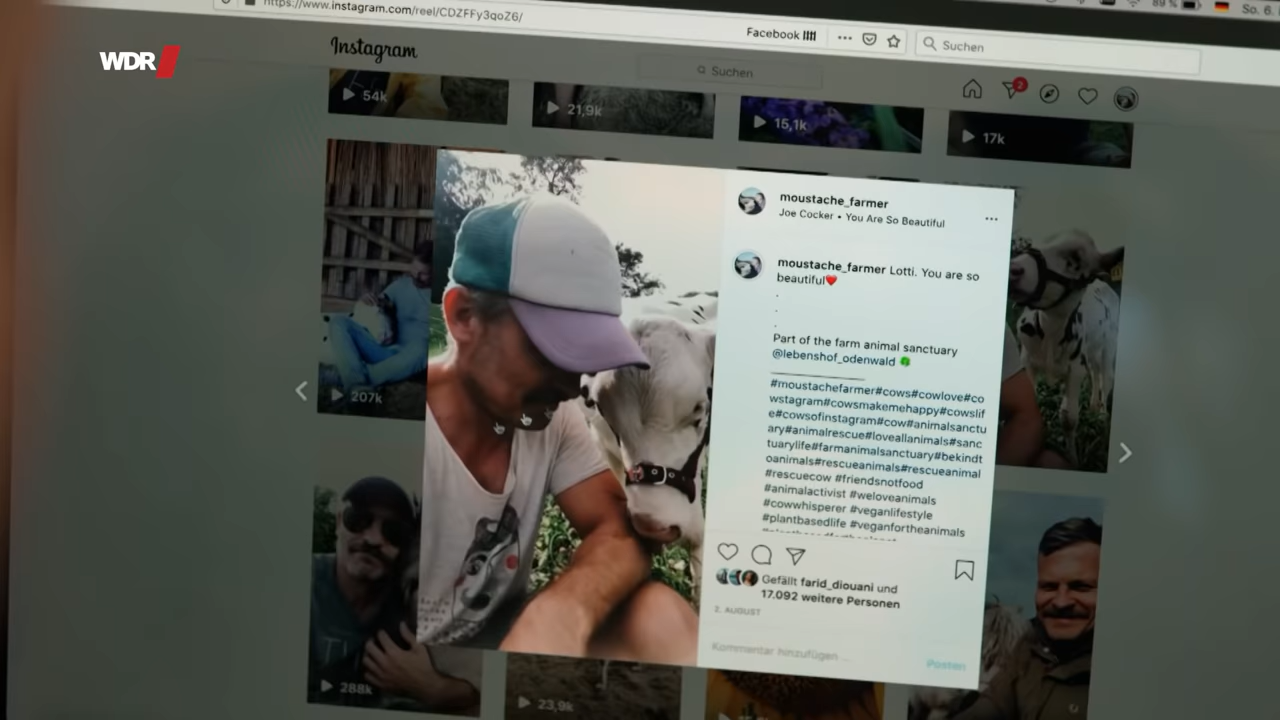 https://www.instagram.com/reel/CDZFFy3qoZ6/
89 %
So. 6.
Facebook
Suchen
WDR
Instagram
Suchen
2
54k
21,9k
15,1k
17k
moustache_farmer
Joe Cocker • You Are So Beautiful
moustache_farmer Lotti. You are so
beautiful❤️
.
.
.
Part of the farm animal sanctuary
@lebenshof_odenwald
#moustachefarmer#cows#cowlove#co
wstagram#cowsmakemehappy#cowslif
e#cowsofinstagram#cow#animalsanctu
ary#animalrescue#loveallanimals#sanc
tuarylife#farmanimalsanctuary#bekindt
oanimals#rescueanimals#rescueanimal
#rescuecow #friendsnotfood
#animalactivist #weloveanimals
#cowwhisperer #veganlifestyle
#plantbasedlife #veganfortheanimals
207k
Gefällt farid_diouani und
17.092 weitere Personen
2. AUGUST
Kommentar hinzufügen ...
Posten
288k
23,9k